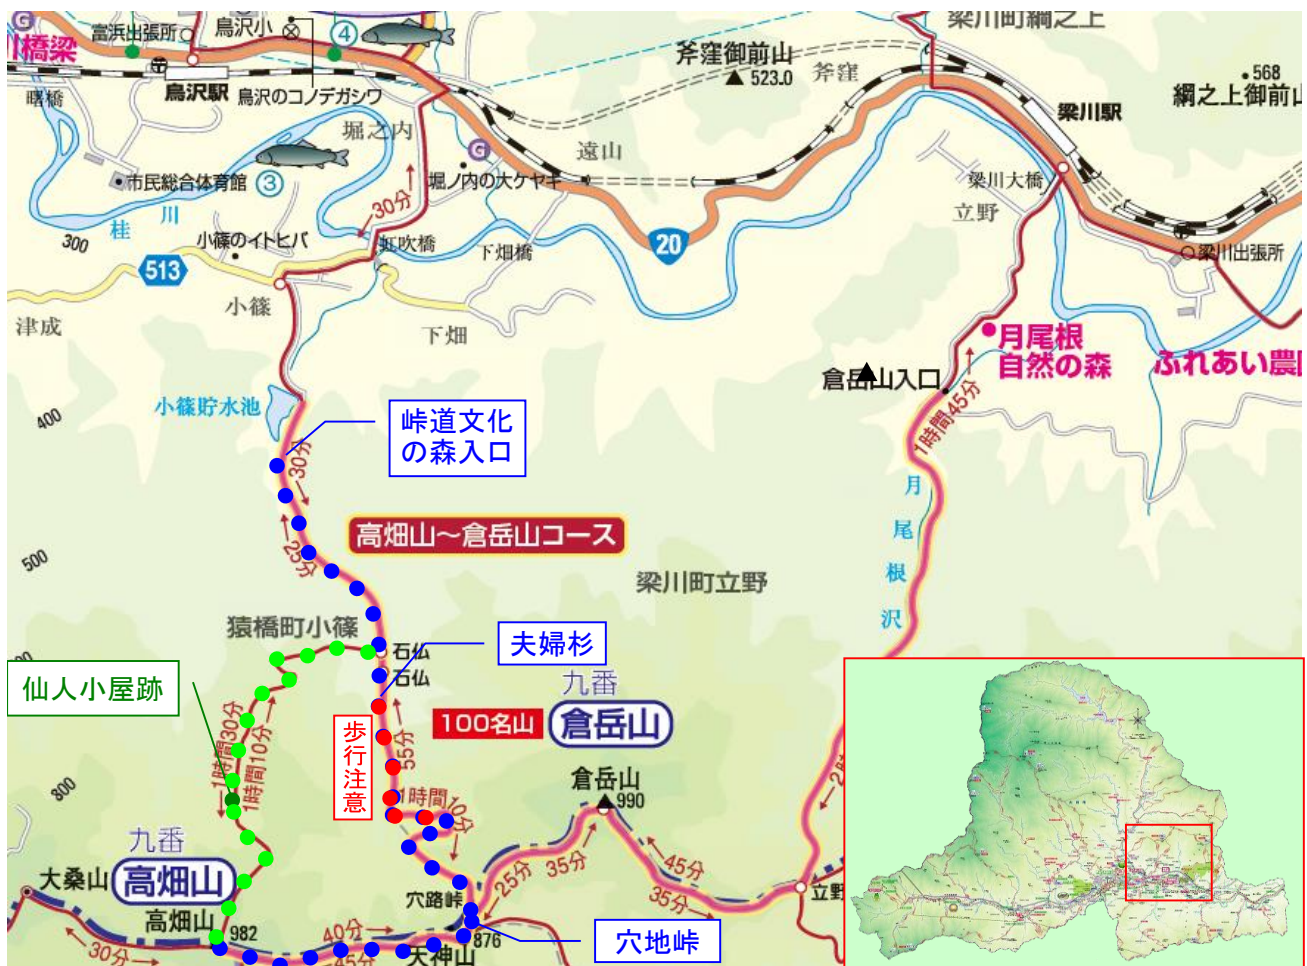 富浜出張所
鳥沢小
④
梁川町綱之上
川橋梁
斧窪御前山
523.0
斧窪
568
綱之上御前山
曙橋
鳥沢駅
鳥沢のコノテガシワ
梁川駅
堀之内
G
遠山
市民総合体育館
③
堀ノ内の大ケヤキ
梁川大橋
立野
桂川
30分
300
小篠のイトヒバ
虹吹橋
下畑橋
20
梁川出張所
513
小篠
津成
下畑
月尾根
自然の森
ふれあい農園
倉岳山入口
小篠貯水池
400
峠道文化
の森入口
1時間45分
30分
月尾根沢
高畑山～倉岳山コース
25分
500
梁川町立野
猿橋町小篠
石仏
石仏
夫婦杉
仙人小屋跡
九番
100名山
倉岳山
歩行注意
55分
1時間30分
1時間10分
倉岳山
990
800
1時間10分
九番
高畑山
大桑山
25分
35分
45分
35分
穴路峠
立野
高畑山
982
40分
876
穴地峠
30分
45分
天神山